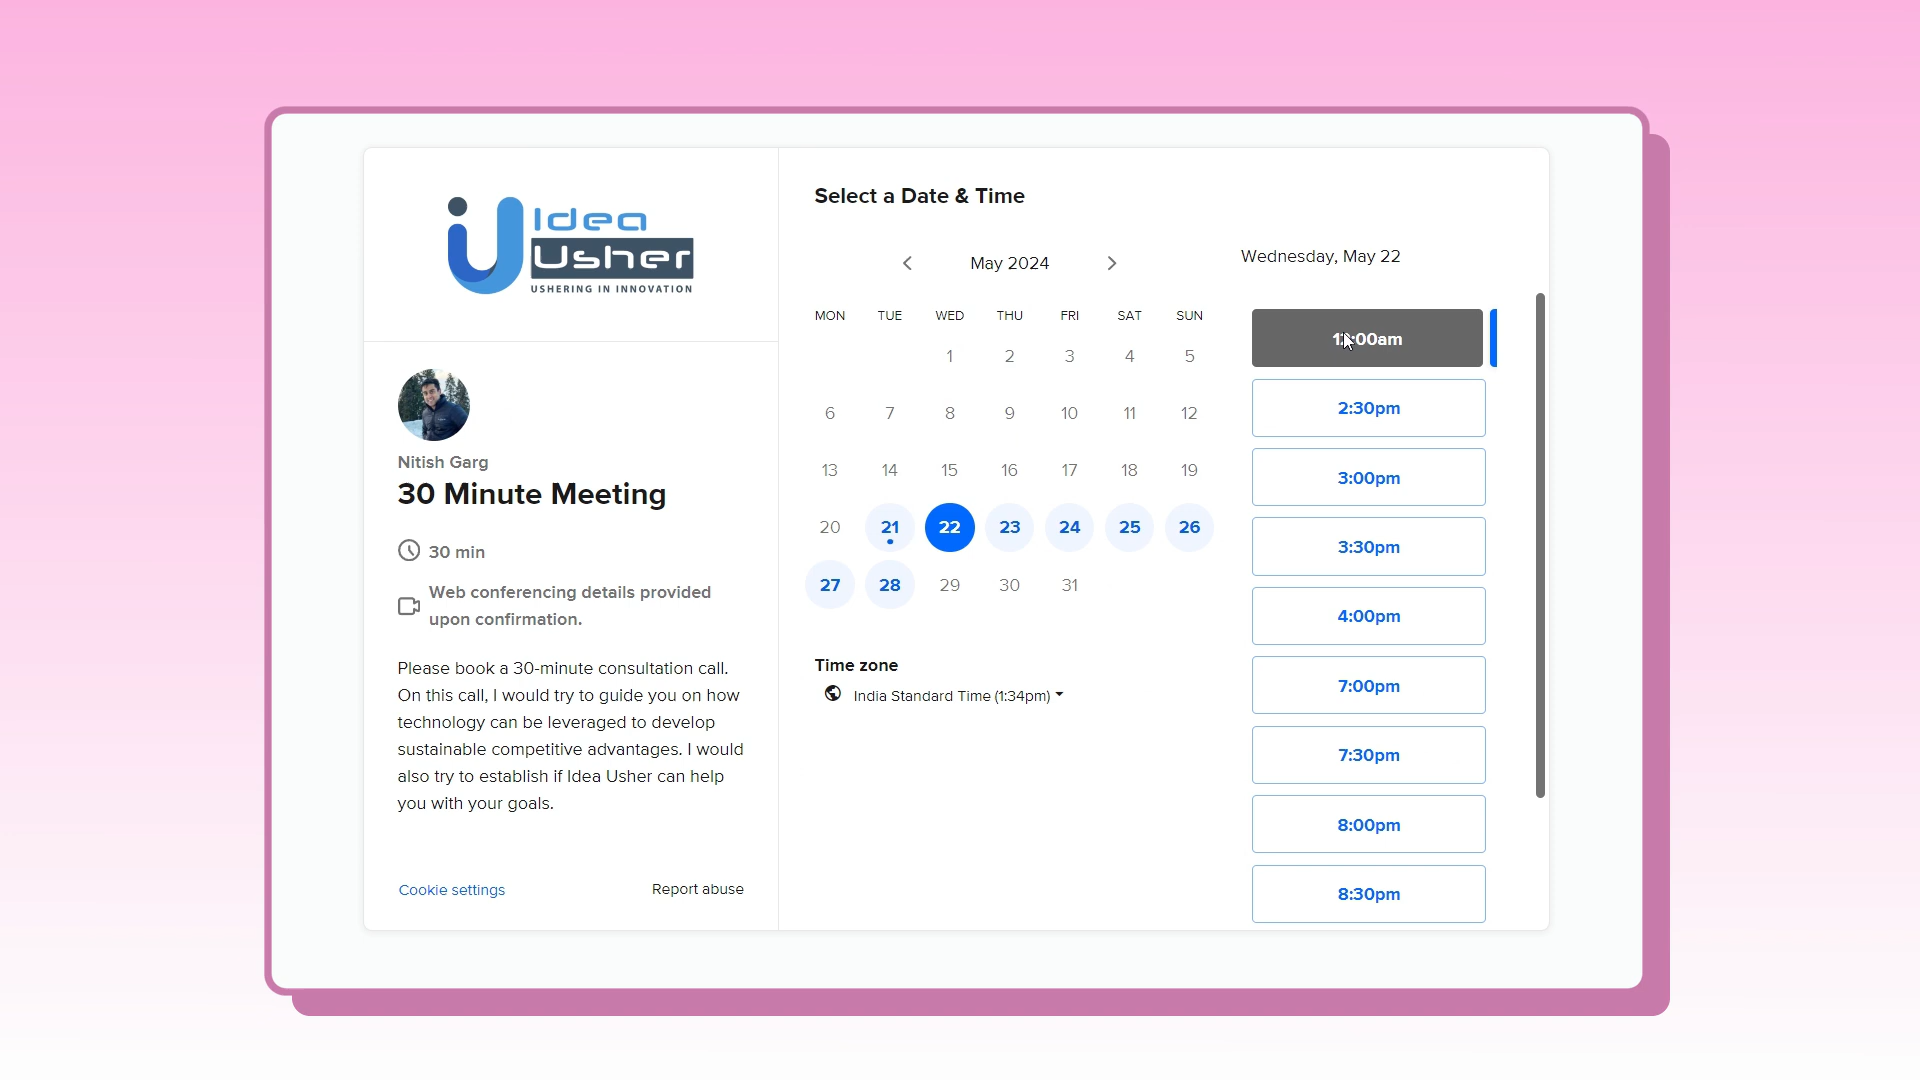 Idea
Usher
USHERING IN INNOVATION
Nitish Garg
30 Minute Meeting
30 min
Web conferencing details provided
upon confirmation.
Please book a 30-minute consultation call.
On this call, I would try to guide you on how
technology can be leveraged to develop
sustainable competitive advantages. I would
also try to establish if Idea Usher can help
you with your goals.
Cookie settings
Report abuse
Select a Date & Time
May 2024
MON TUE WED THU FRI SAT SUN
1 2 3 4 5
6 7 8 9 10 11 12
13 14 15 16 17 18 19
20 21 22 23 24 25 26
27 28 29 30 31
Time zone
India Standard Time (1:34pm)
Wednesday, May 22
2:30pm
3:00pm
3:30pm
4:00pm
7:00pm
7:30pm
8:00pm
8:30pm